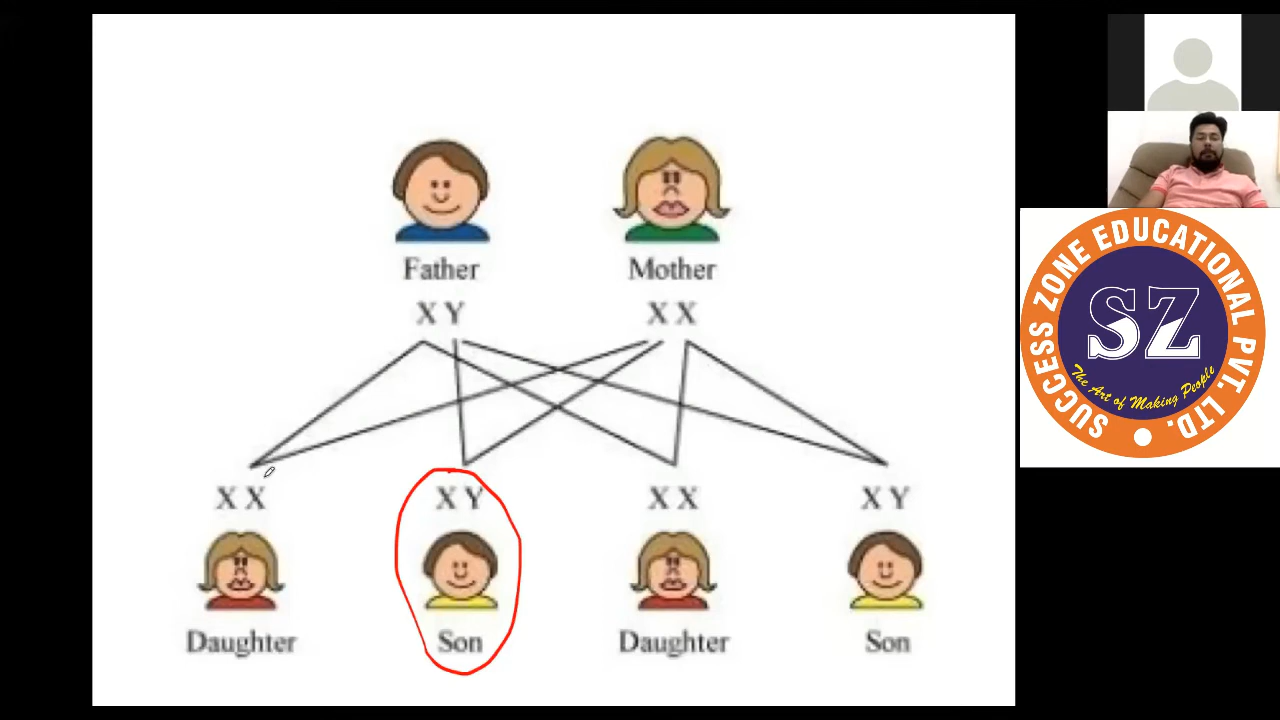 Father Mother
X Y X X
X X X Y X X X Y
Daughter Son Daughter Son
SUCCESS ZONE EDUCATIONAL PVT. LTD.
SZ
The Art of Making People